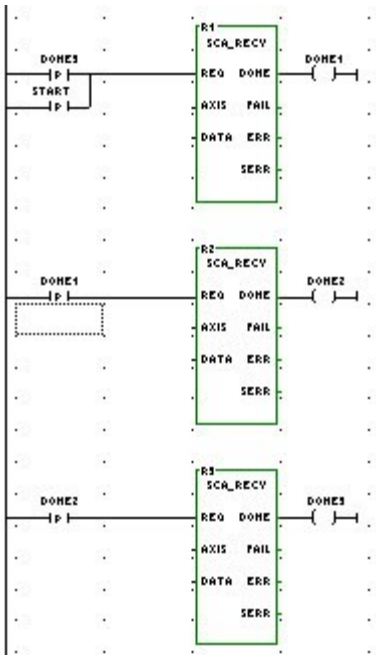 R1
SCA_RECV
DONE3
P
REQ DONE
DONE1
START
P
AXIS FAIL
DATA ERR
SERR
R2
SCA_RECV
DONE1
P
REQ DONE
DONE2
AXIS FAIL
DATA ERR
SERR
R3
SCA_RECV
DONE2
P
REQ DONE
DONE3
AXIS FAIL
DATA ERR
SERR